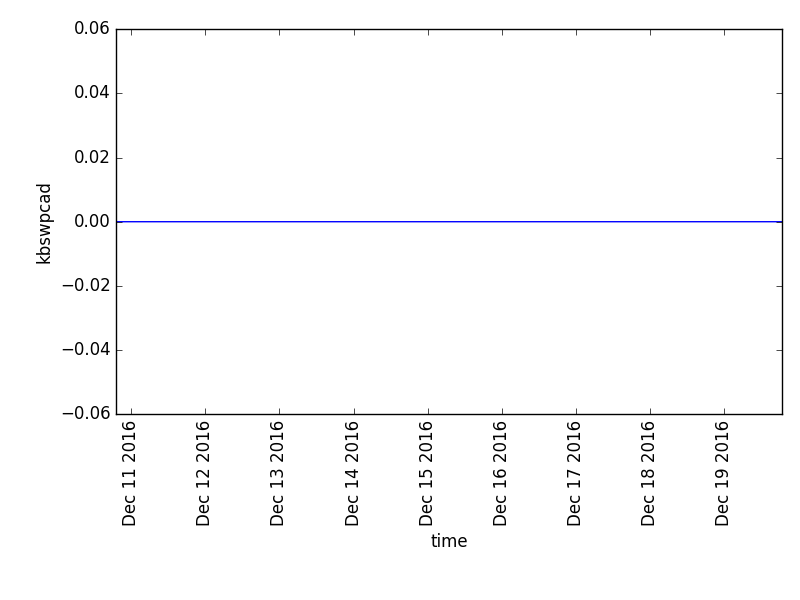 0.06
0.04
0.02
0.00
−0.02
−0.04
−0.06
kbswpcad
Dec 11 2016
Dec 12 2016
Dec 13 2016
Dec 14 2016
Dec 15 2016
Dec 16 2016
Dec 17 2016
Dec 18 2016
Dec 19 2016
time